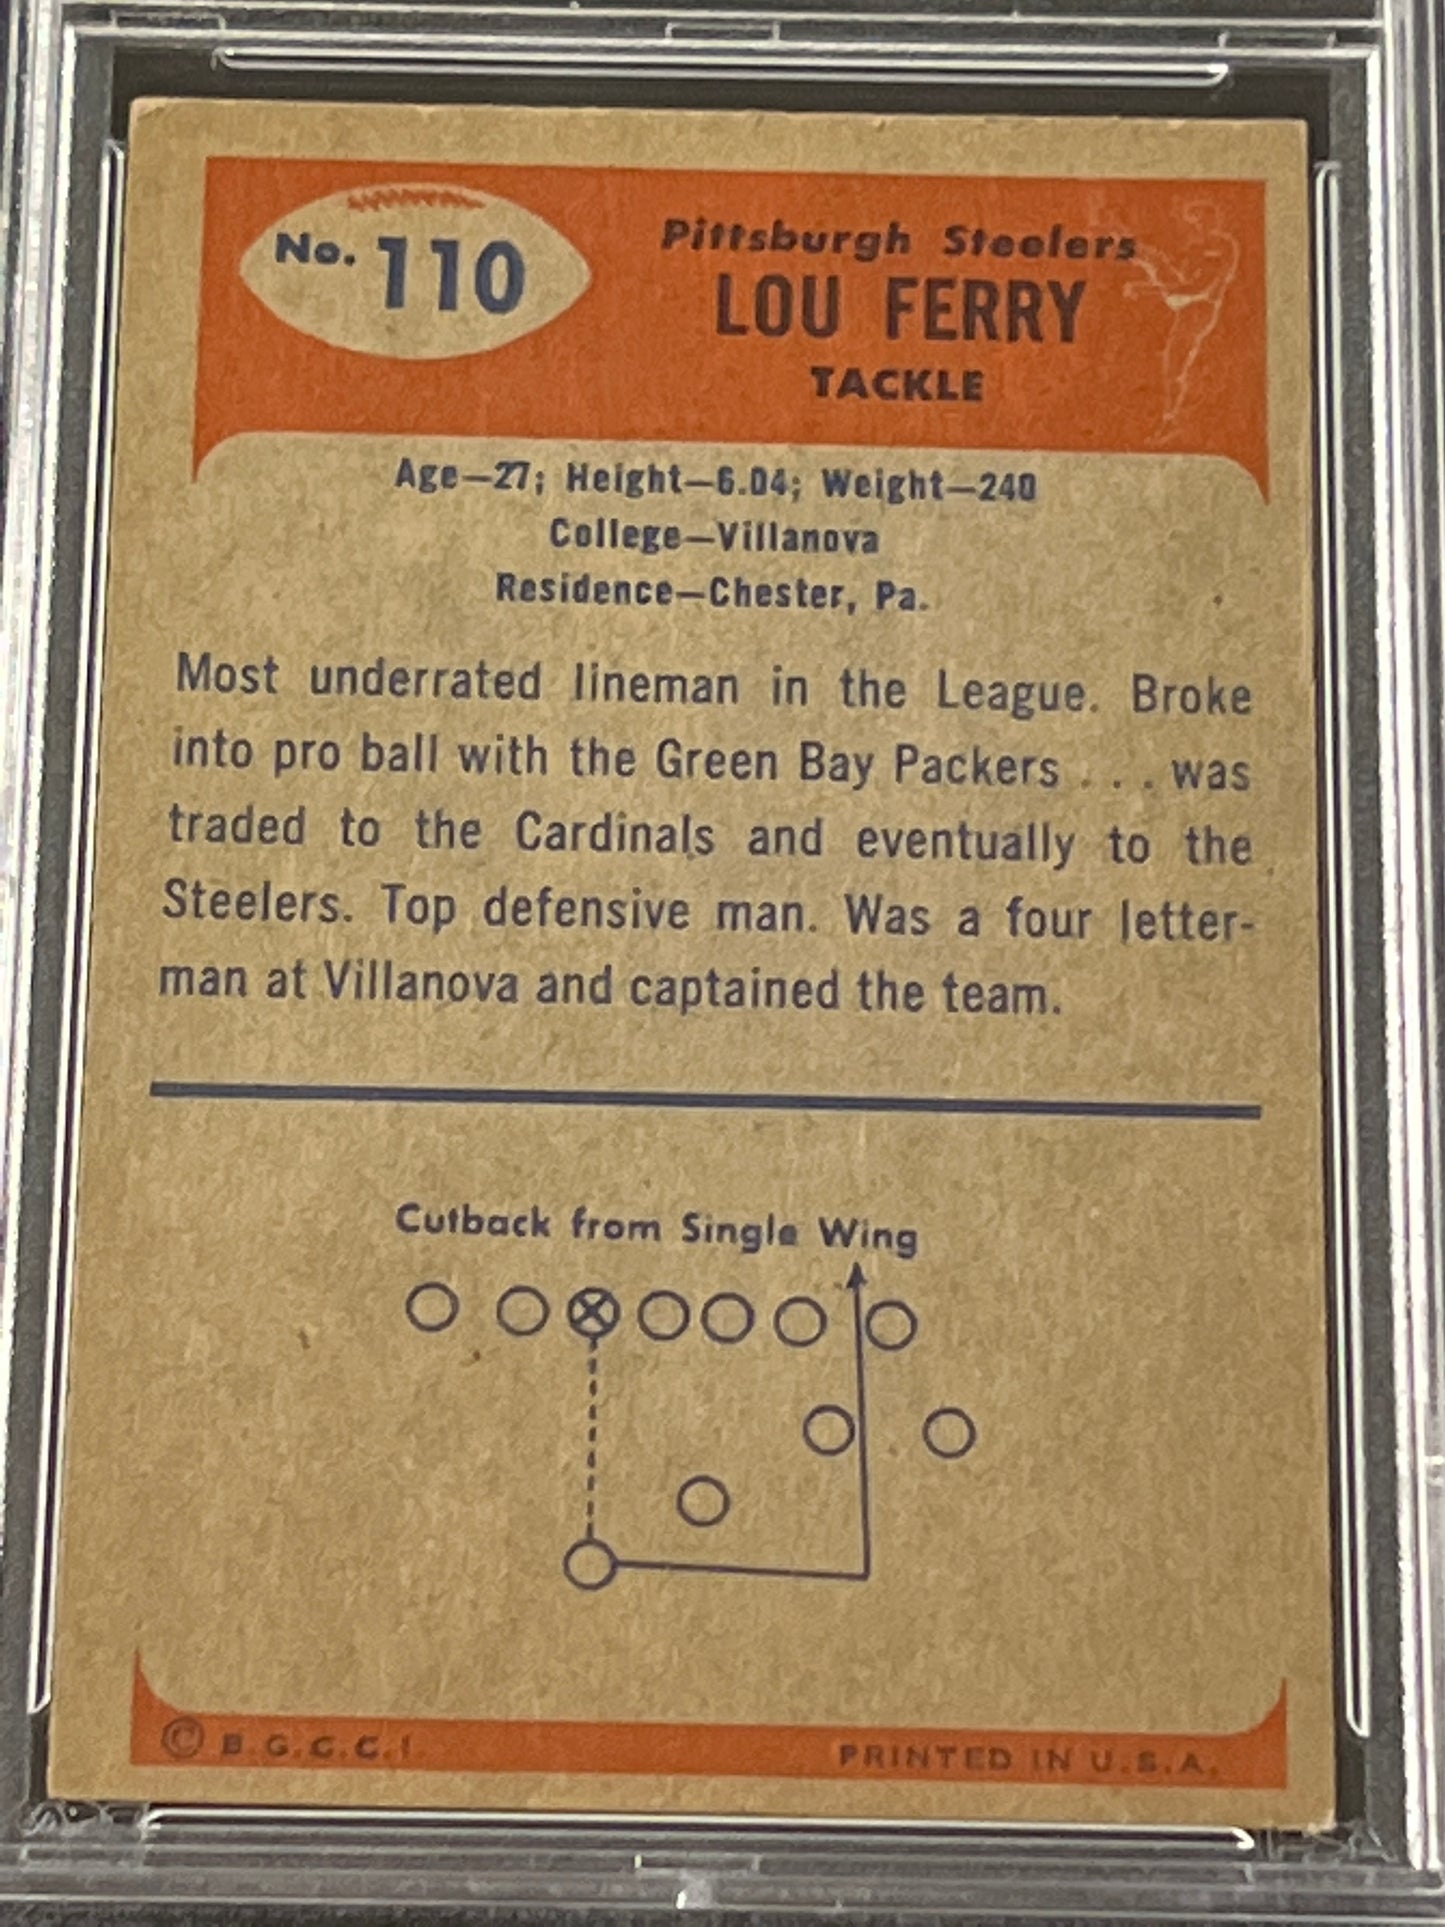 No. 110
Pittsburgh Steelers
LOU FERRY
TACKLE
Age—27; Height—6.04; Weight—240
College—Villanova
Residence—Chester, Pa.
Most underrated lineman in the League. Broke
into pro ball with the Green Bay Packers . . . was
traded to the Cardinals and eventually to the
Steelers. Top defensive man. Was a four letter-
man at Villanova and captained the team.
Cutback from Single Wing
© B.G.C.C.I.
PRINTED IN U.S.A.